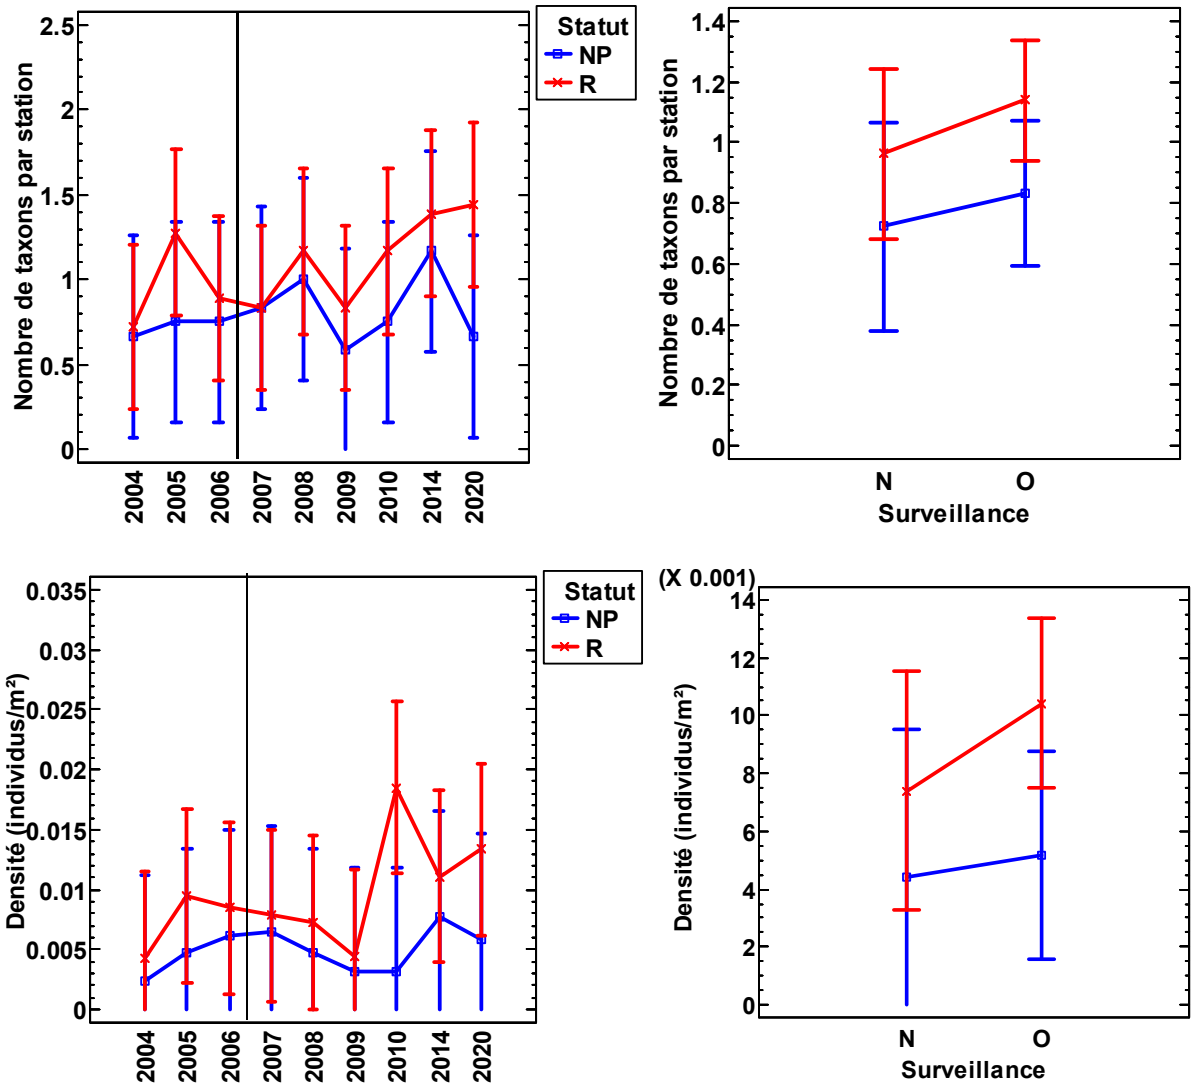 Nombre de taxons par station
2.5
2
1.5
1
0.5
0
2004
2005
2006
2007
2008
2009
2010
2014
2020
Statut
NP
R
Nombre de taxons par station
1.4
1.2
1
0.8
0.6
0.4
0.2
0
N
O
Surveillance
Densité (individus/m²)
0.035
0.03
0.025
0.02
0.015
0.01
0.005
0
2004
2005
2006
2007
2008
2009
2010
2014
2020
Statut
NP
R
(X 0.001)
Densité (individus/m²)
14
12
10
8
6
4
2
0
N
O
Surveillance